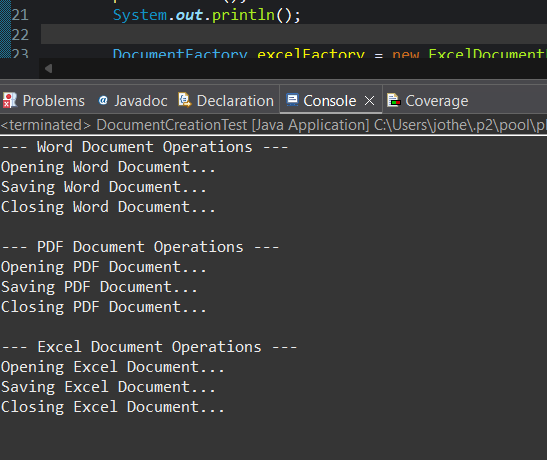 21 System.out.println();
22
23 DocumentFactory excelFactory = new ExcelDocument
Problems @ Javadoc Declaration Console Coverage
<terminated> DocumentCreationTest [Java Application] C:\Users\jothe\.p2\pool\pl
--- Word Document Operations ---
Opening Word Document...
Saving Word Document...
Closing Word Document...
--- PDF Document Operations ---
Opening PDF Document...
Saving PDF Document...
Closing PDF Document...
--- Excel Document Operations ---
Opening Excel Document...
Saving Excel Document...
Closing Excel Document...